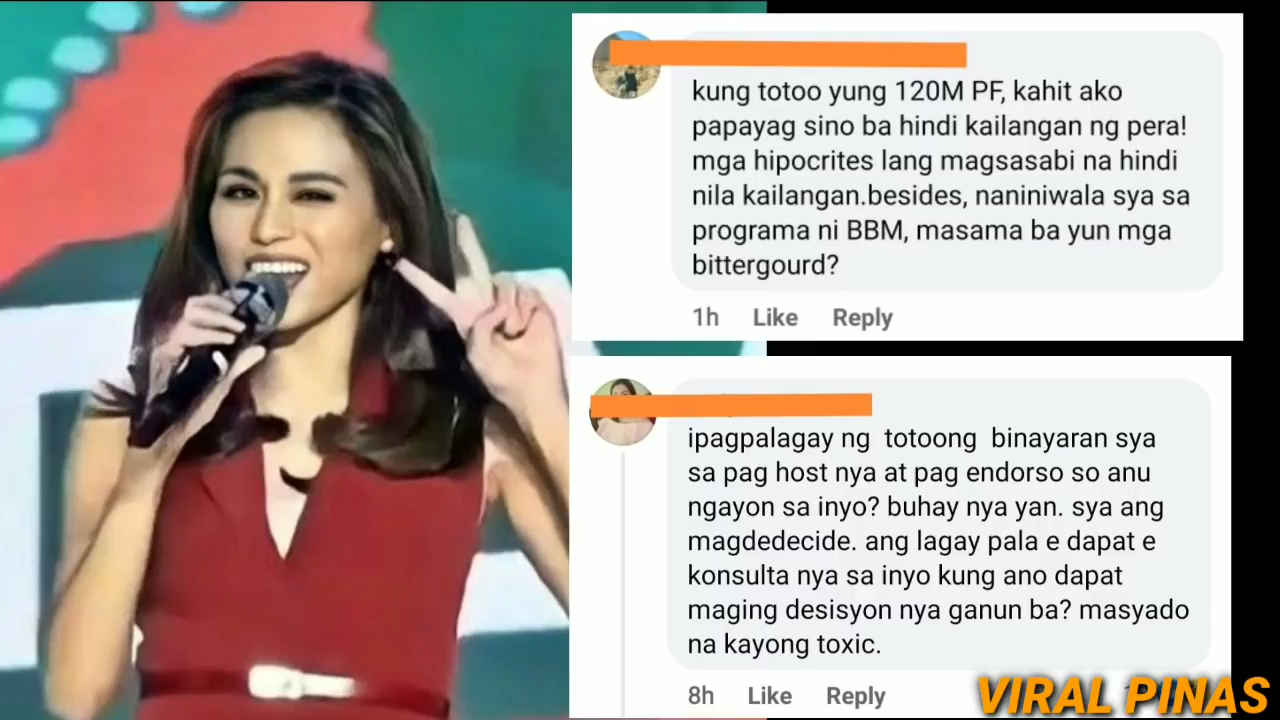 kung totoo yung 120M PF, kahit ako
papayag sino ba hindi kailangan ng pera!
mga hipocrites lang magsasabi na hindi
nila kailangan.besides, naniniwala sya sa
programa ni BBM, masama ba yun mga
bittergourd?
1h Like Reply
ipagpalagay ng totoong binayaran sya
sa pag host nya at pag endorso so anu
ngayon sa inyo? buhay nya yan. sya ang
magdedecide. ang lagay pala e dapat e
konsulta nya sa inyo kung ano dapat
maging desisyon nya ganun ba? masyado
na kayong toxic.
8h Like Reply
VIRAL PINAS